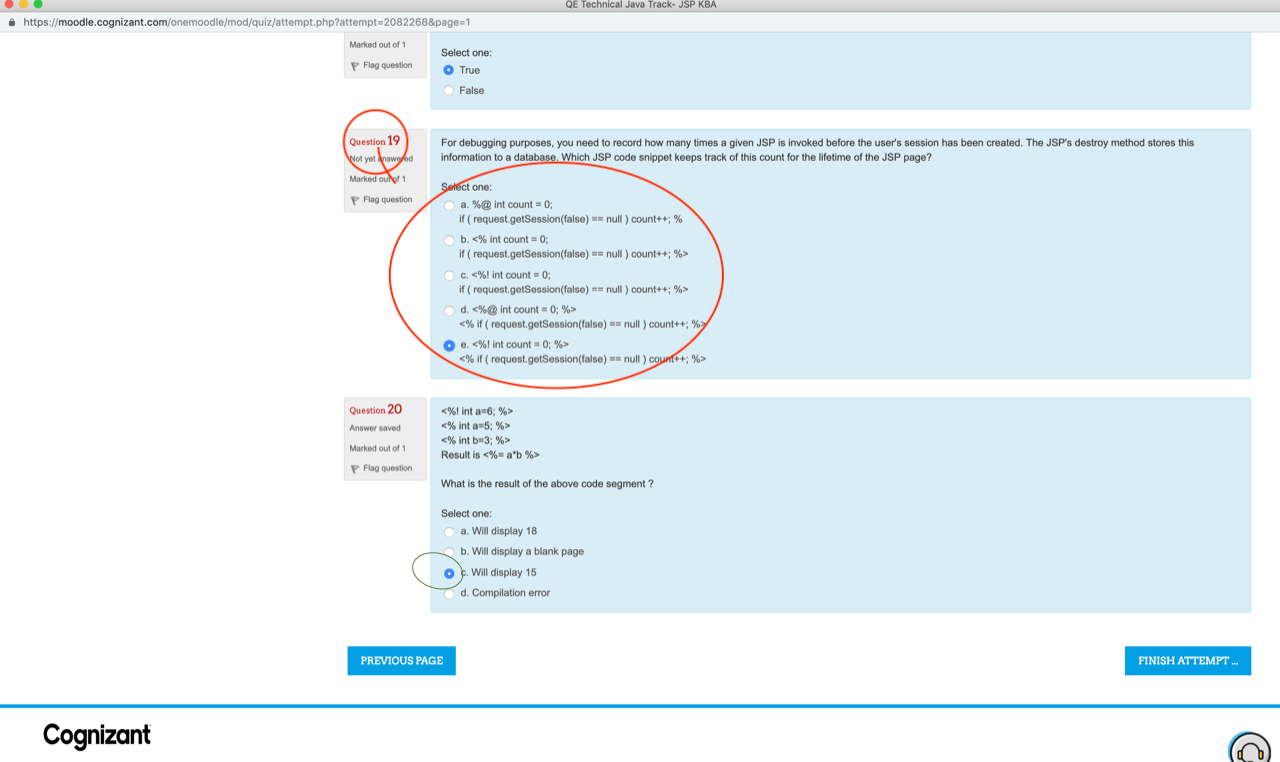 QE Technical Java Track- JSP KBA
https://moodle.cognizant.com/onemoodle/mod/quiz/attempt.php?attempt=2082268&page=1
Marked out of 1
Flag question
Select one:
True
False
Question 19
Not yet answered
Marked out of 1
Flag question
For debugging purposes, you need to record how many times a given JSP is invoked before the user's session has been created. The JSP's destroy method stores this
information to a database. Which JSP code snippet keeps track of this count for the lifetime of the JSP page?
Select one:
a. %@ int count = 0;
if ( request.getSession(false) == null ) count++; %
b. <% int count = 0;
if ( request.getSession(false) == null ) count++; %>
c. <%! int count = 0;
if ( request.getSession(false) == null ) count++; %>
d. <%@ int count = 0; %>
<% if ( request.getSession(false) == null ) count++; %>
e. <%! int count = 0; %>
<% if ( request.getSession(false) == null ) count++; %>
Question 20
Answer saved
Marked out of 1
Flag question
<%! int a=6; %>
<% int a=5; %>
<% int b=3; %>
Result is <%= a*b %>
What is the result of the above code segment ?
Select one:
a. Will display 18
b. Will display a blank page
c. Will display 15
d. Compilation error
PREVIOUS PAGE
FINISH ATTEMPT ...
Cognizant